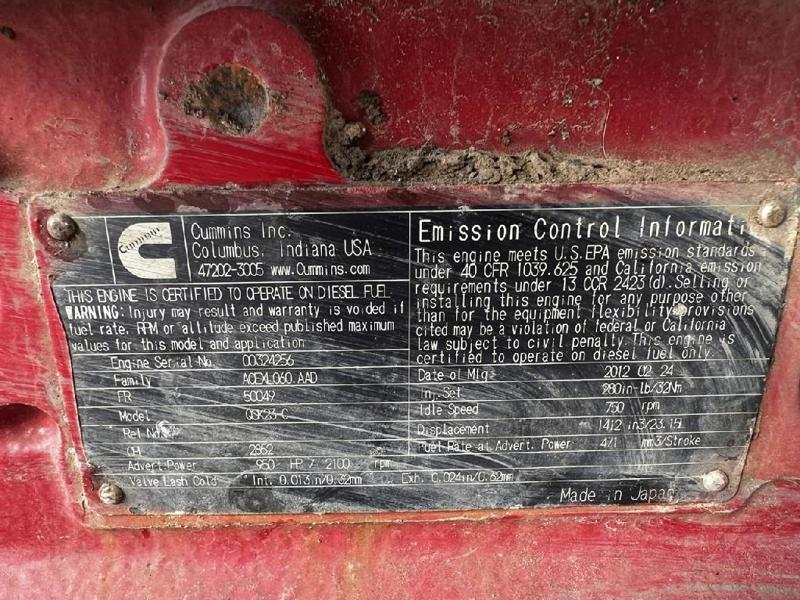 Cummins
Cummins Inc.
Columbus, Indiana USA
47202-3005 www.Cummins.com
THIS ENGINE IS CERTIFIED TO OPERATE ON DIESEL FUEL
WARNING: Injury may result and warranty is voided if
fuel rate, RPM or altitude exceed published maximum
values for this model and application
Engine Serial No. 00324256
Family
FR 50049
Model QSK23-C
Ref No.
CPL 2862
Advert.Power 950 HP / 2100 rpm
Valve Lash Cold Int. 0.013in/0.32mm Exh. 0.024in/0.62mm
Emission Control Informati
This engine meets U.S.EPA emission standards
under 40 CFR 1039.625 and California emission
requirements under 13 CCR 2423(d).Selling or
installing this engine for any purpose other
than for the equipment flexibility provisions
cited may be a violation of federal or California
law subject to civil penalty This engine is
certified to operate on diesel fuel only.
Date of Mfg. 2012 02 24
Inj.Set 280in-lb/32Nm
Idle Speed 750 rpm
Displacement 1412 in3/23.15l
Fuel Rate at Advert. Power 471 mm3/Stroke
Made in Japan